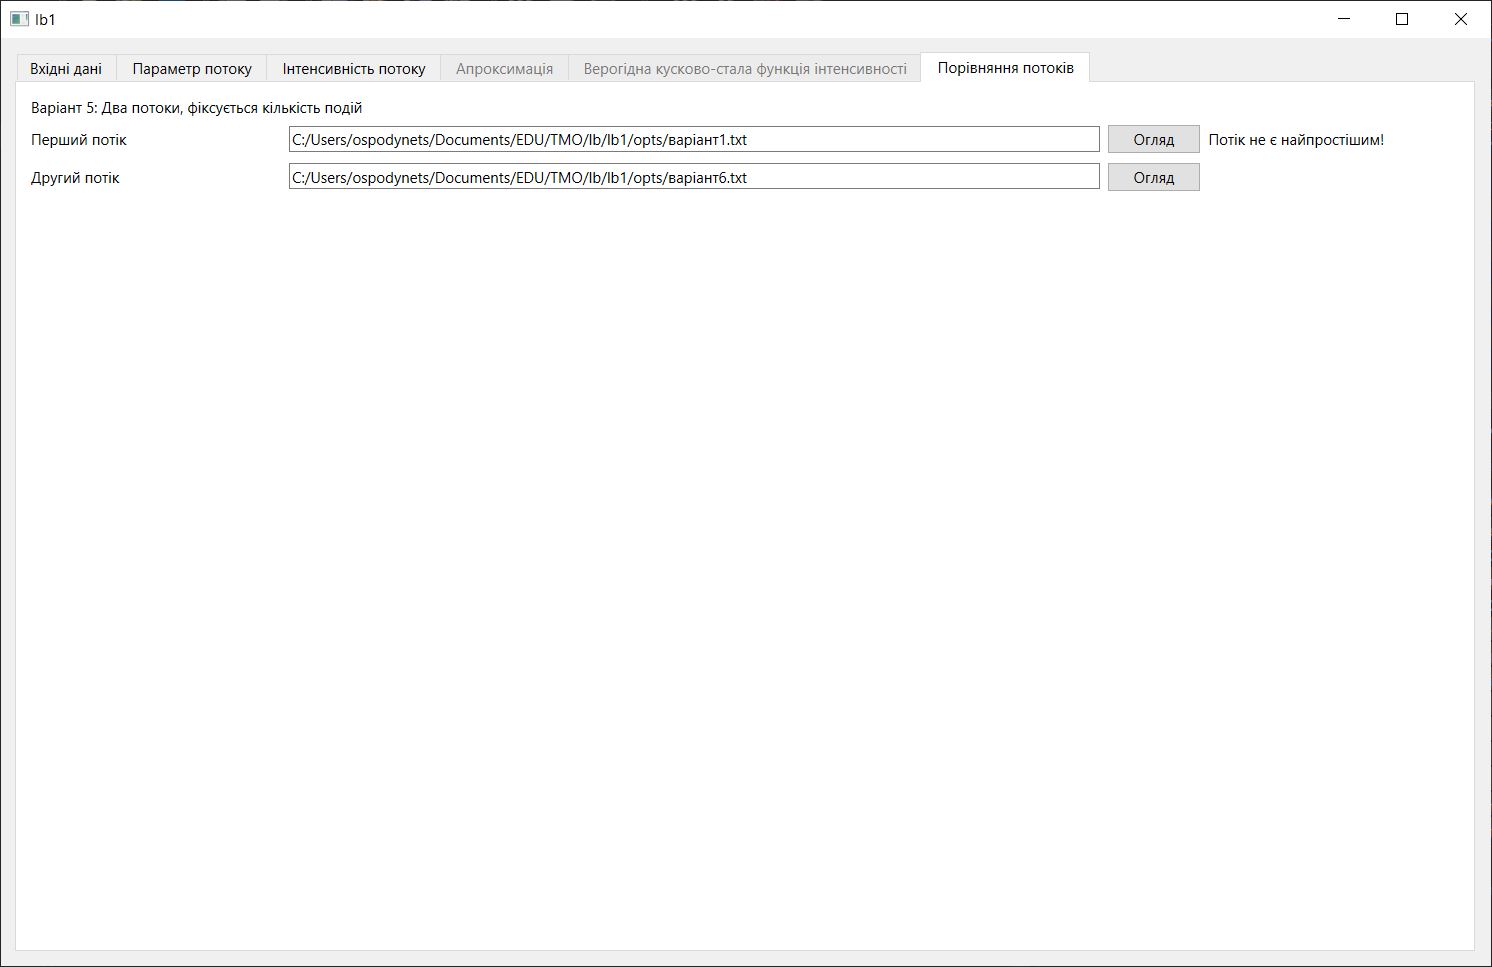 lb1
Вхідні дані Параметр потоку Інтенсивність потоку Апроксимація Верогідна кусково-стала функція інтенсивності Порівняння потоків
Варіант 5: Два потоки, фіксується кількість подій
Перший потік C:/Users/ospodynets/Documents/EDU/TMO/lb/lb1/opts/варіант1.txt Огляд Потік не є найпростішим!
Другий потік C:/Users/ospodynets/Documents/EDU/TMO/lb/lb1/opts/варіант6.txt Огляд